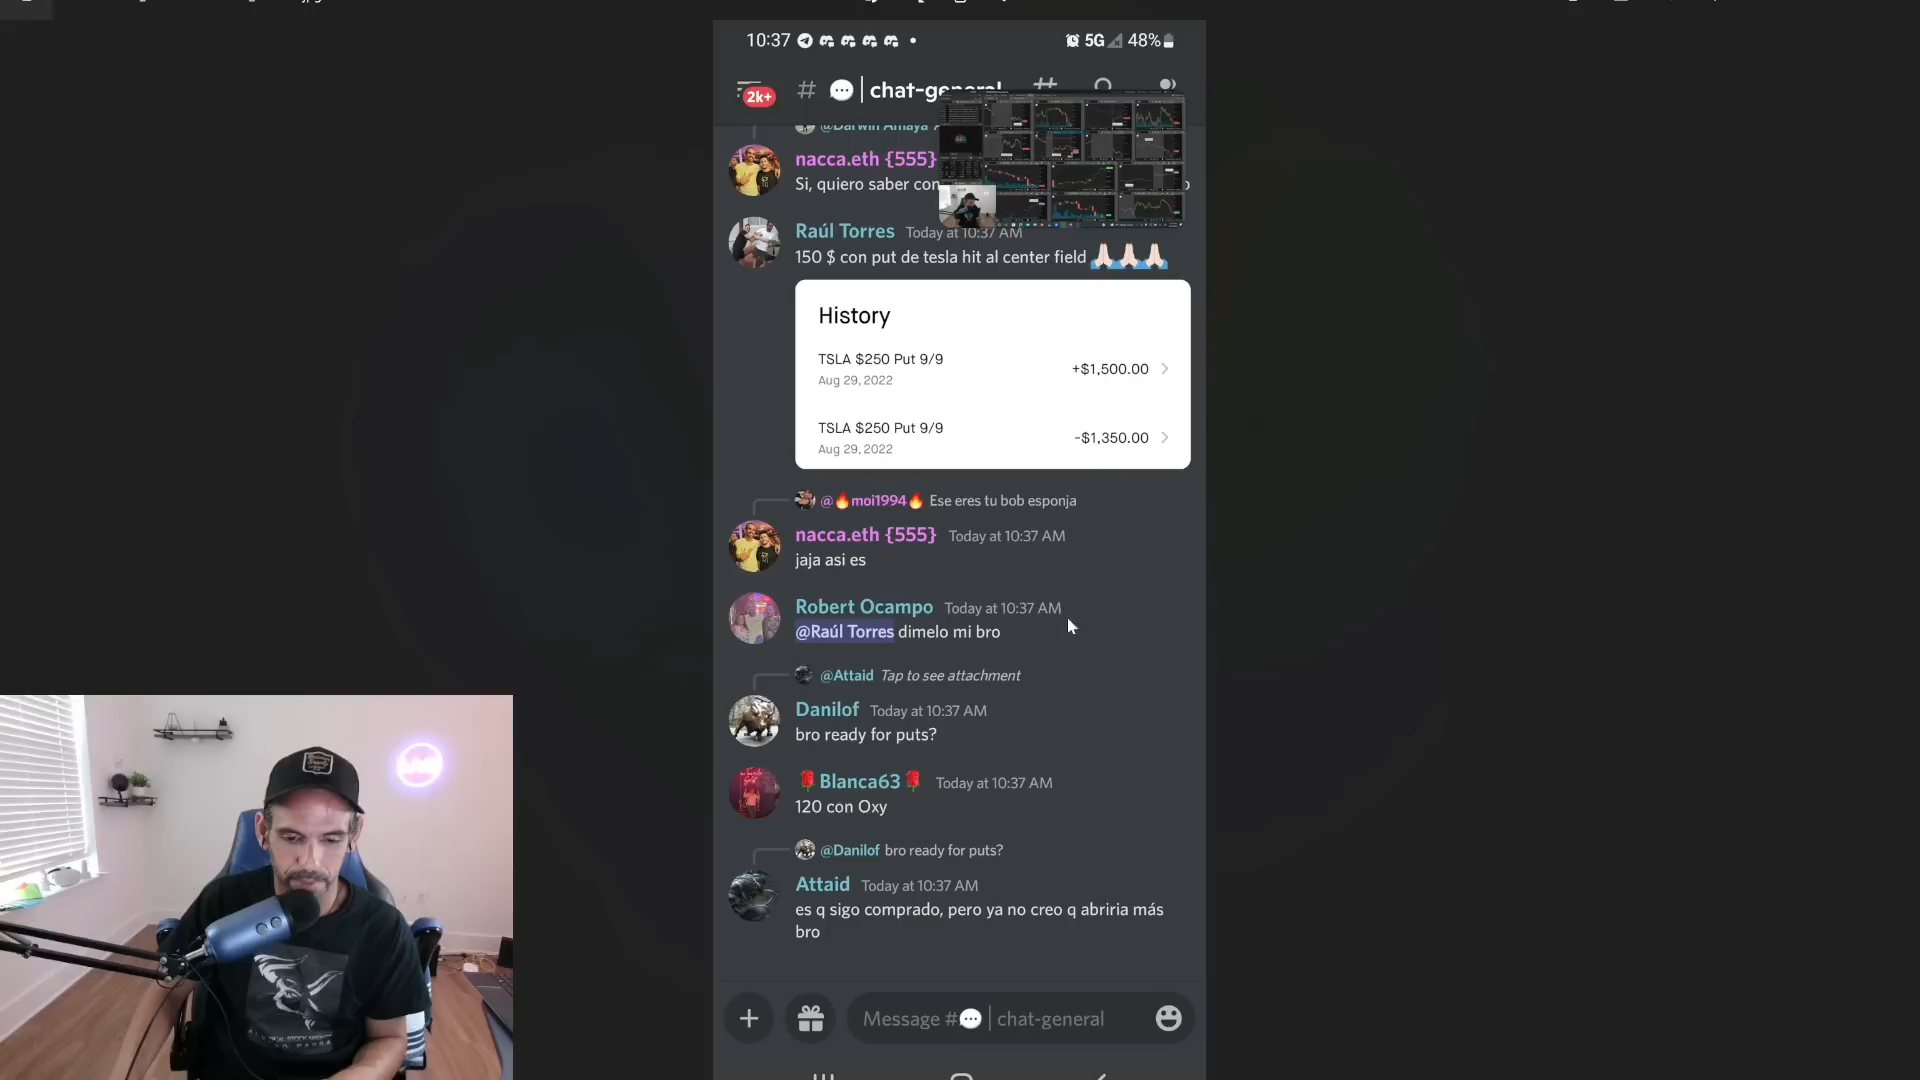 10:37 5G 48%
2k+ # 💬 | chat-general
@Darwin Amaya
nacca.eth {555}
Si, quiero saber con
Raúl Torres Today at 10:37 AM
150 $ con put de tesla hit al center field 🙏🏻🙏🏻🙏🏻
History
TSLA $250 Put 9/9
+$1,500.00
Aug 29, 2022
TSLA $250 Put 9/9
-$1,350.00
Aug 29, 2022
@🔥moi1994🔥 Ese eres tu bob esponja
nacca.eth {555} Today at 10:37 AM
jaja asi es
Robert Ocampo Today at 10:37 AM
@Raúl Torres dimelo mi bro
@Attaid Tap to see attachment
Danilof Today at 10:37 AM
bro ready for puts?
🌹Blanca63🌹 Today at 10:37 AM
120 con Oxy
@Danilof bro ready for puts?
Attaid Today at 10:37 AM
es q sigo comprado, pero ya no creo q abriria más
bro
Message #💬 | chat-general